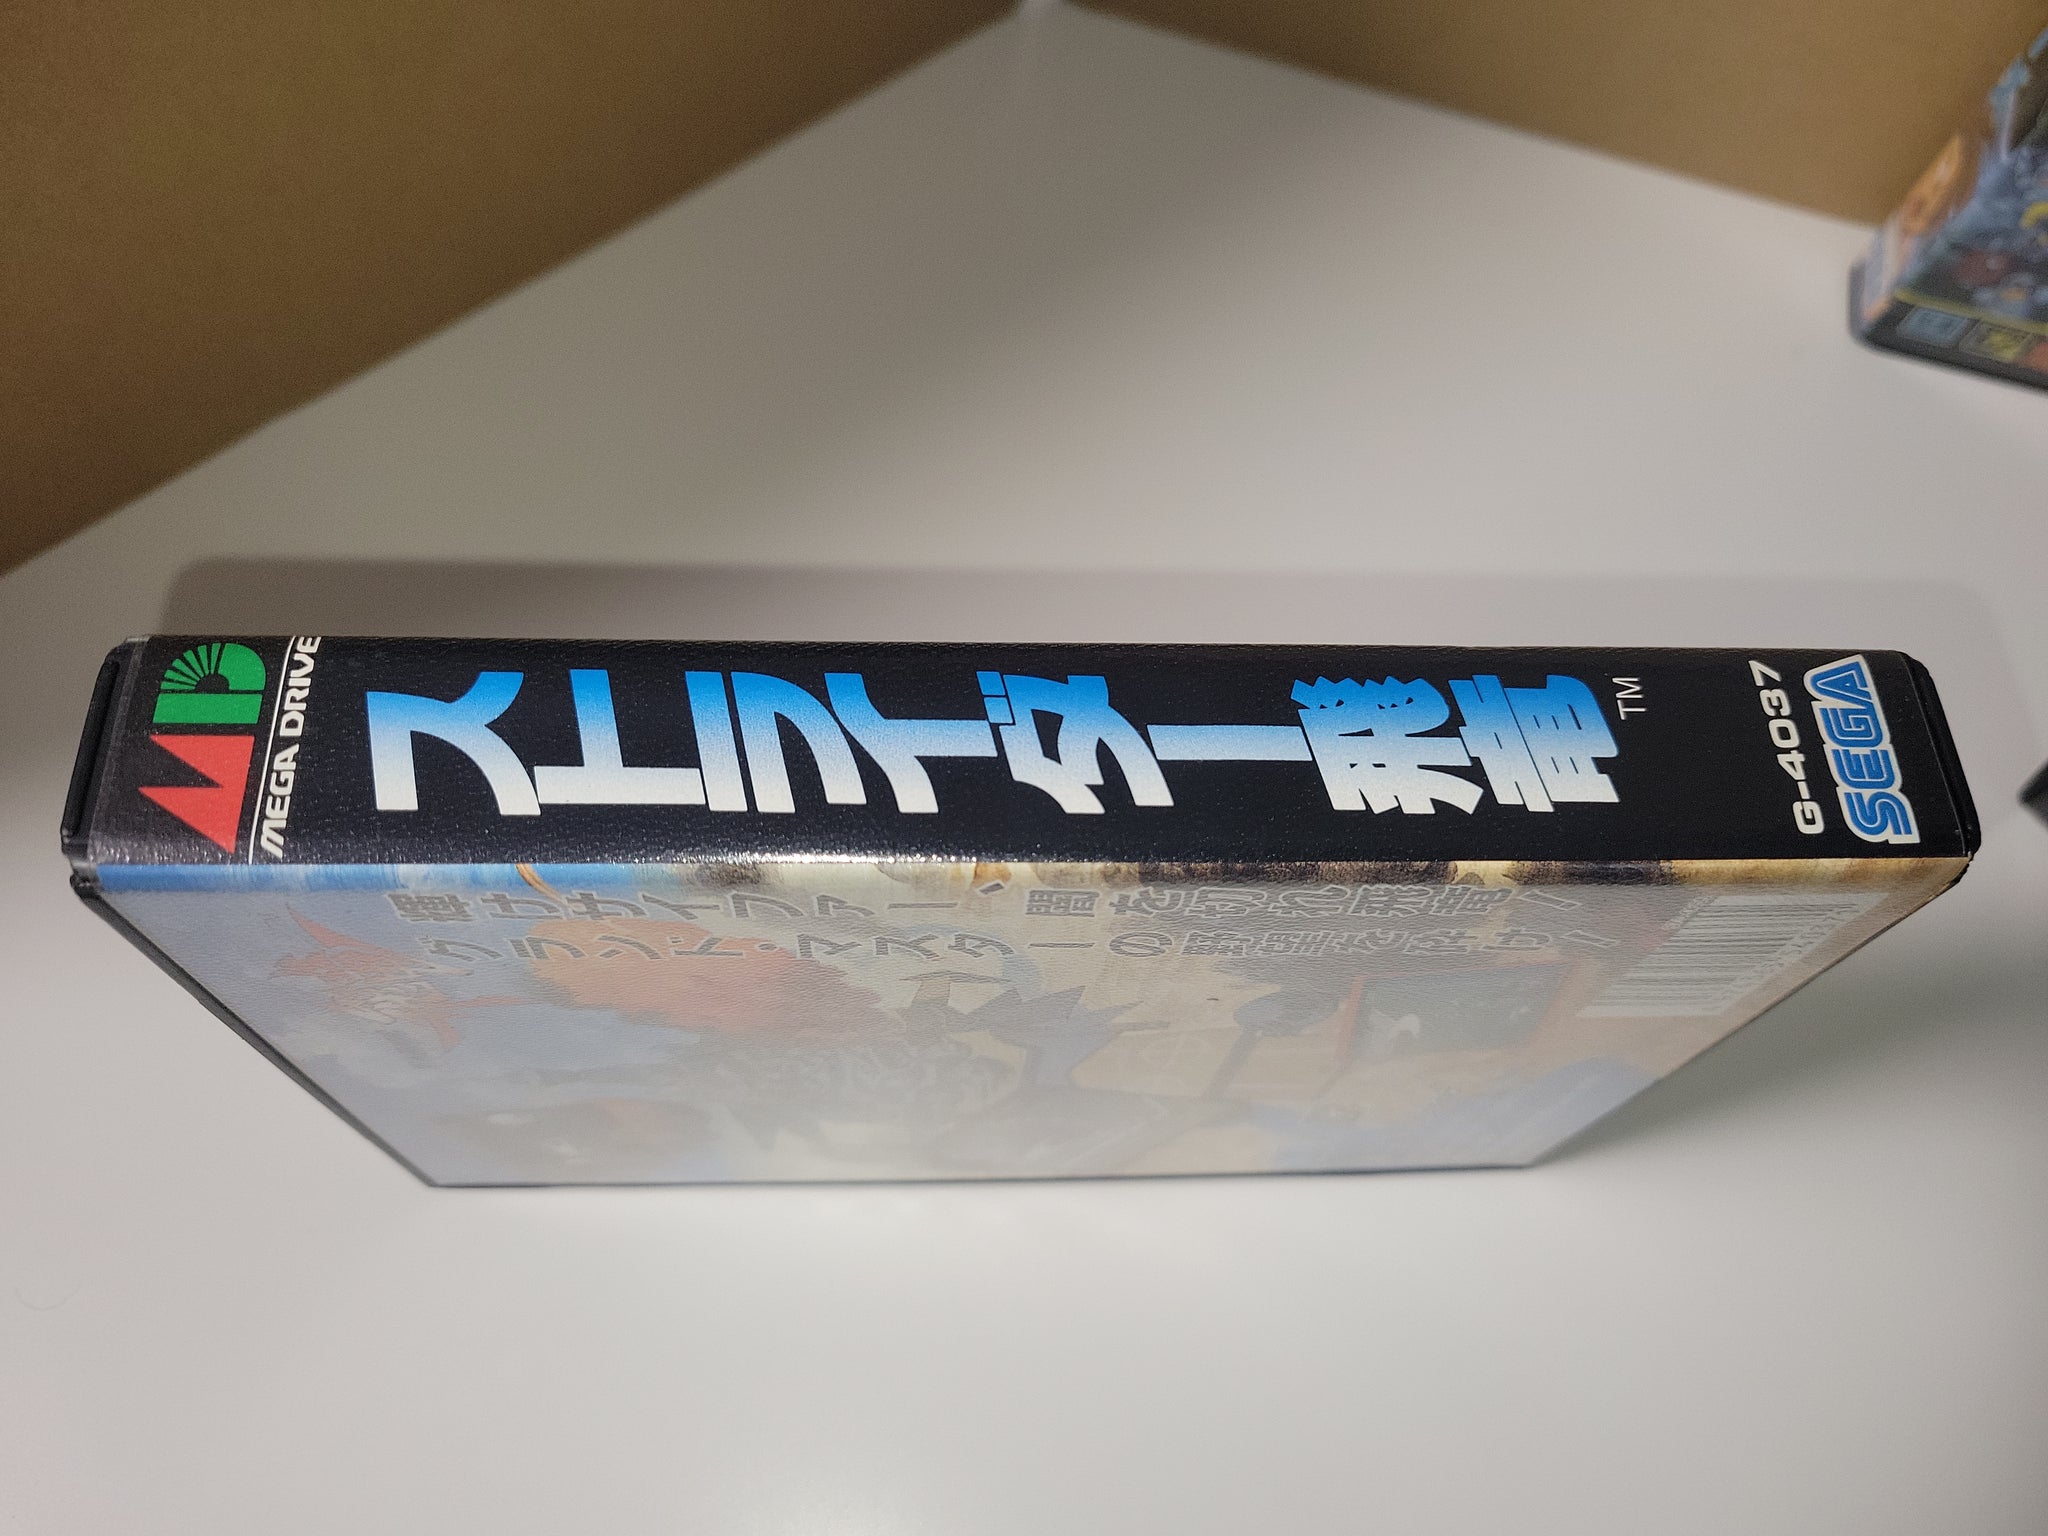 MEGA DRIVE
ストライダー飛竜
TM
G-4037
SEGA
輝けサイファー、闇を切れ飛竜!
グランド・マスターの野望を砕け!!